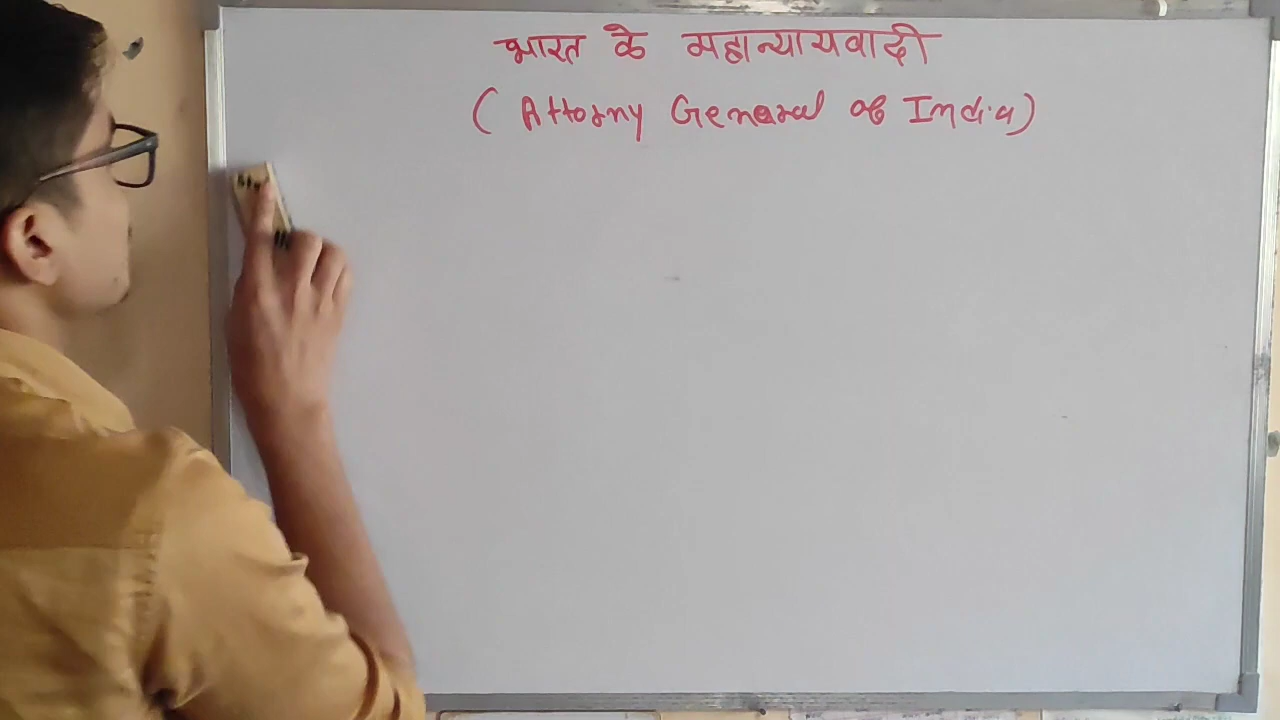 भारत के महान्यायवादी
( Attorny General of India)